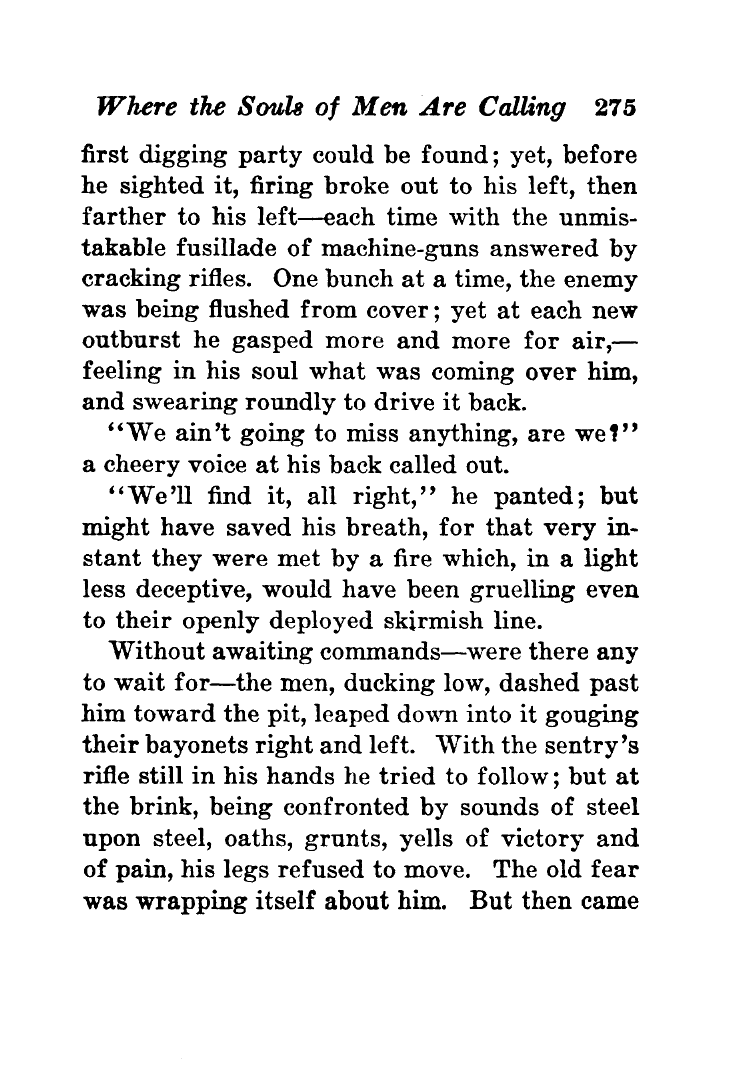 Where the Souls of Men Are Calling 275
first digging party could be found; yet, before
he sighted it, firing broke out to his left, then
farther to his left—each time with the unmis-
takable fusillade of machine-guns answered by
cracking rifles. One bunch at a time, the enemy
was being flushed from cover; yet at each new
outburst he gasped more and more for air,—
feeling in his soul what was coming over him,
and swearing roundly to drive it back.
“We ain’t going to miss anything, are we?”
a cheery voice at his back called out.
“We’ll find it, all right,” he panted; but
might have saved his breath, for that very in-
stant they were met by a fire which, in a light
less deceptive, would have been gruelling even
to their openly deployed skirmish line.
Without awaiting commands—were there any
to wait for—the men, ducking low, dashed past
him toward the pit, leaped down into it gouging
their bayonets right and left. With the sentry’s
rifle still in his hands he tried to follow; but at
the brink, being confronted by sounds of steel
upon steel, oaths, grunts, yells of victory and
of pain, his legs refused to move. The old fear
was wrapping itself about him. But then came